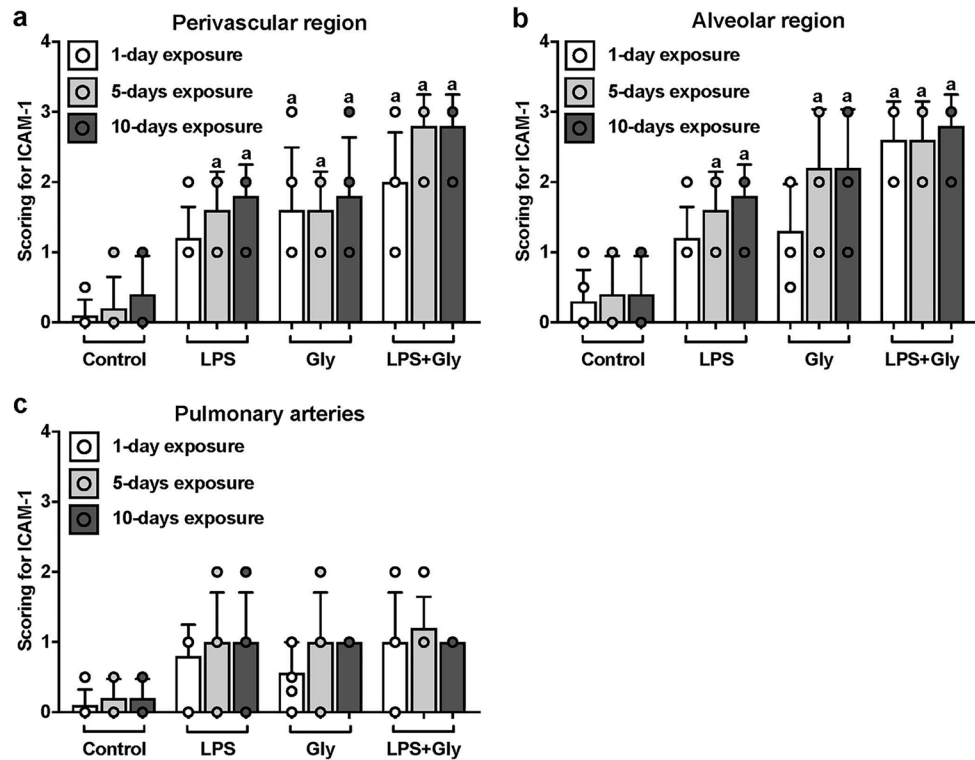 a
Perivascular region
4
3
2
1
0
Scoring for ICAM-1
1-day exposure
5-days exposure
10-days exposure
a a
a a a
a a a
Control LPS Gly LPS+Gly
b
Alveolar region
4
3
2
1
0
Scoring for ICAM-1
1-day exposure
5-days exposure
10-days exposure
a a
a a
a a a
Control LPS Gly LPS+Gly
c
Pulmonary arteries
4
3
2
1
0
Scoring for ICAM-1
1-day exposure
5-days exposure
10-days exposure
Control LPS Gly LPS+Gly